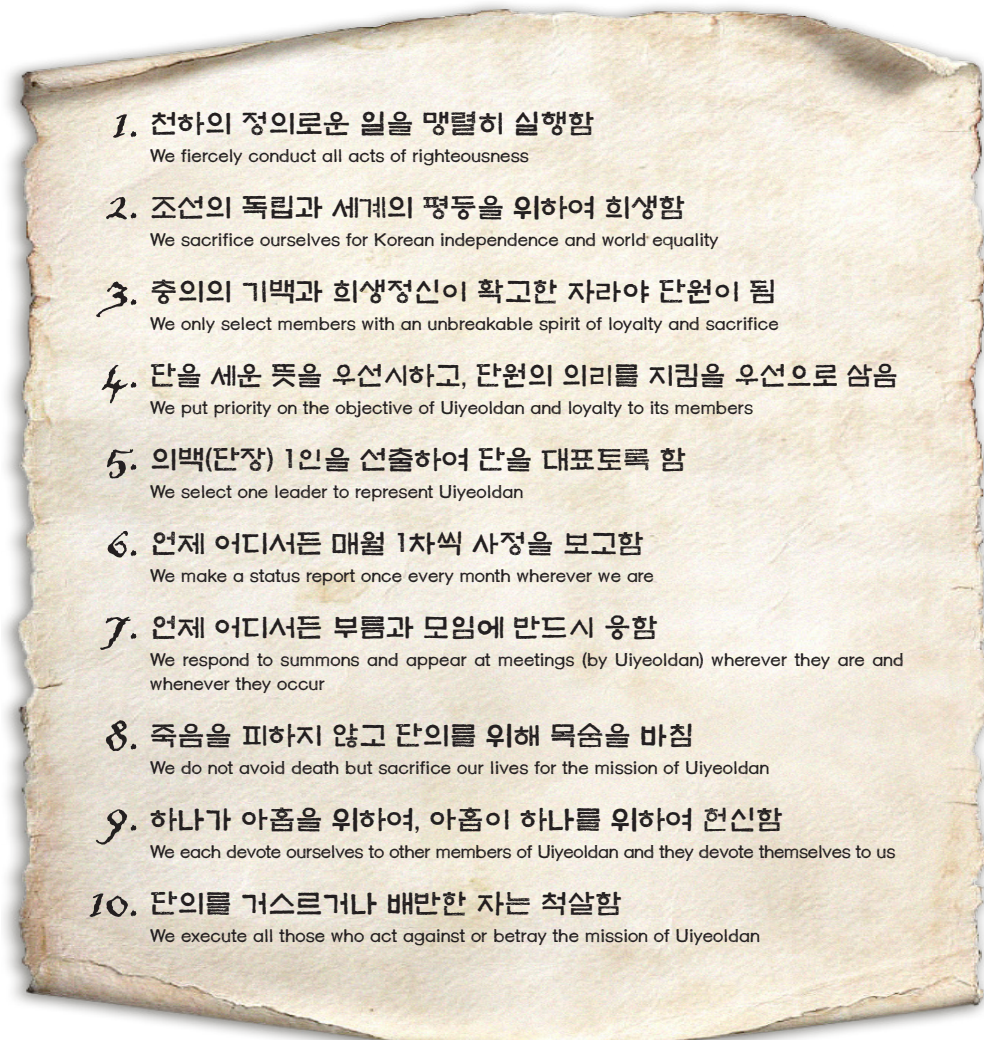 1. 천하의 정의로운 일을 맹렬히 실행함
We fiercely conduct all acts of righteousness
2. 조선의 독립과 세계의 평등을 위하여 희생함
We sacrifice ourselves for Korean independence and world equality
3. 충의의 기백과 희생정신이 확고한 자라야 단원이 됨
We only select members with an unbreakable spirit of loyalty and sacrifice
4. 단을 세운 뜻을 우선시하고, 단원의 의리를 지킴을 우선으로 삼음
We put priority on the objective of Uiyeoldan and loyalty to its members
5. 의백(단장) 1인을 선출하여 단을 대표토록 함
We select one leader to represent Uiyeoldan
6. 언제 어디서든 매월 1차씩 사정을 보고함
We make a status report once every month wherever we are
7. 언제 어디서든 부름과 모임에 반드시 응함
We respond to summons and appear at meetings (by Uiyeoldan) wherever they are and
whenever they occur
8. 죽음을 피하지 않고 단의를 위해 목숨을 바침
We do not avoid death but sacrifice our lives for the mission of Uiyeoldan
9. 하나가 아홉을 위하여, 아홉이 하나를 위하여 헌신함
We each devote ourselves to other members of Uiyeoldan and they devote themselves to us
10. 단의를 거스르거나 배반한 자는 척살함
We execute all those who act against or betray the mission of Uiyeoldan